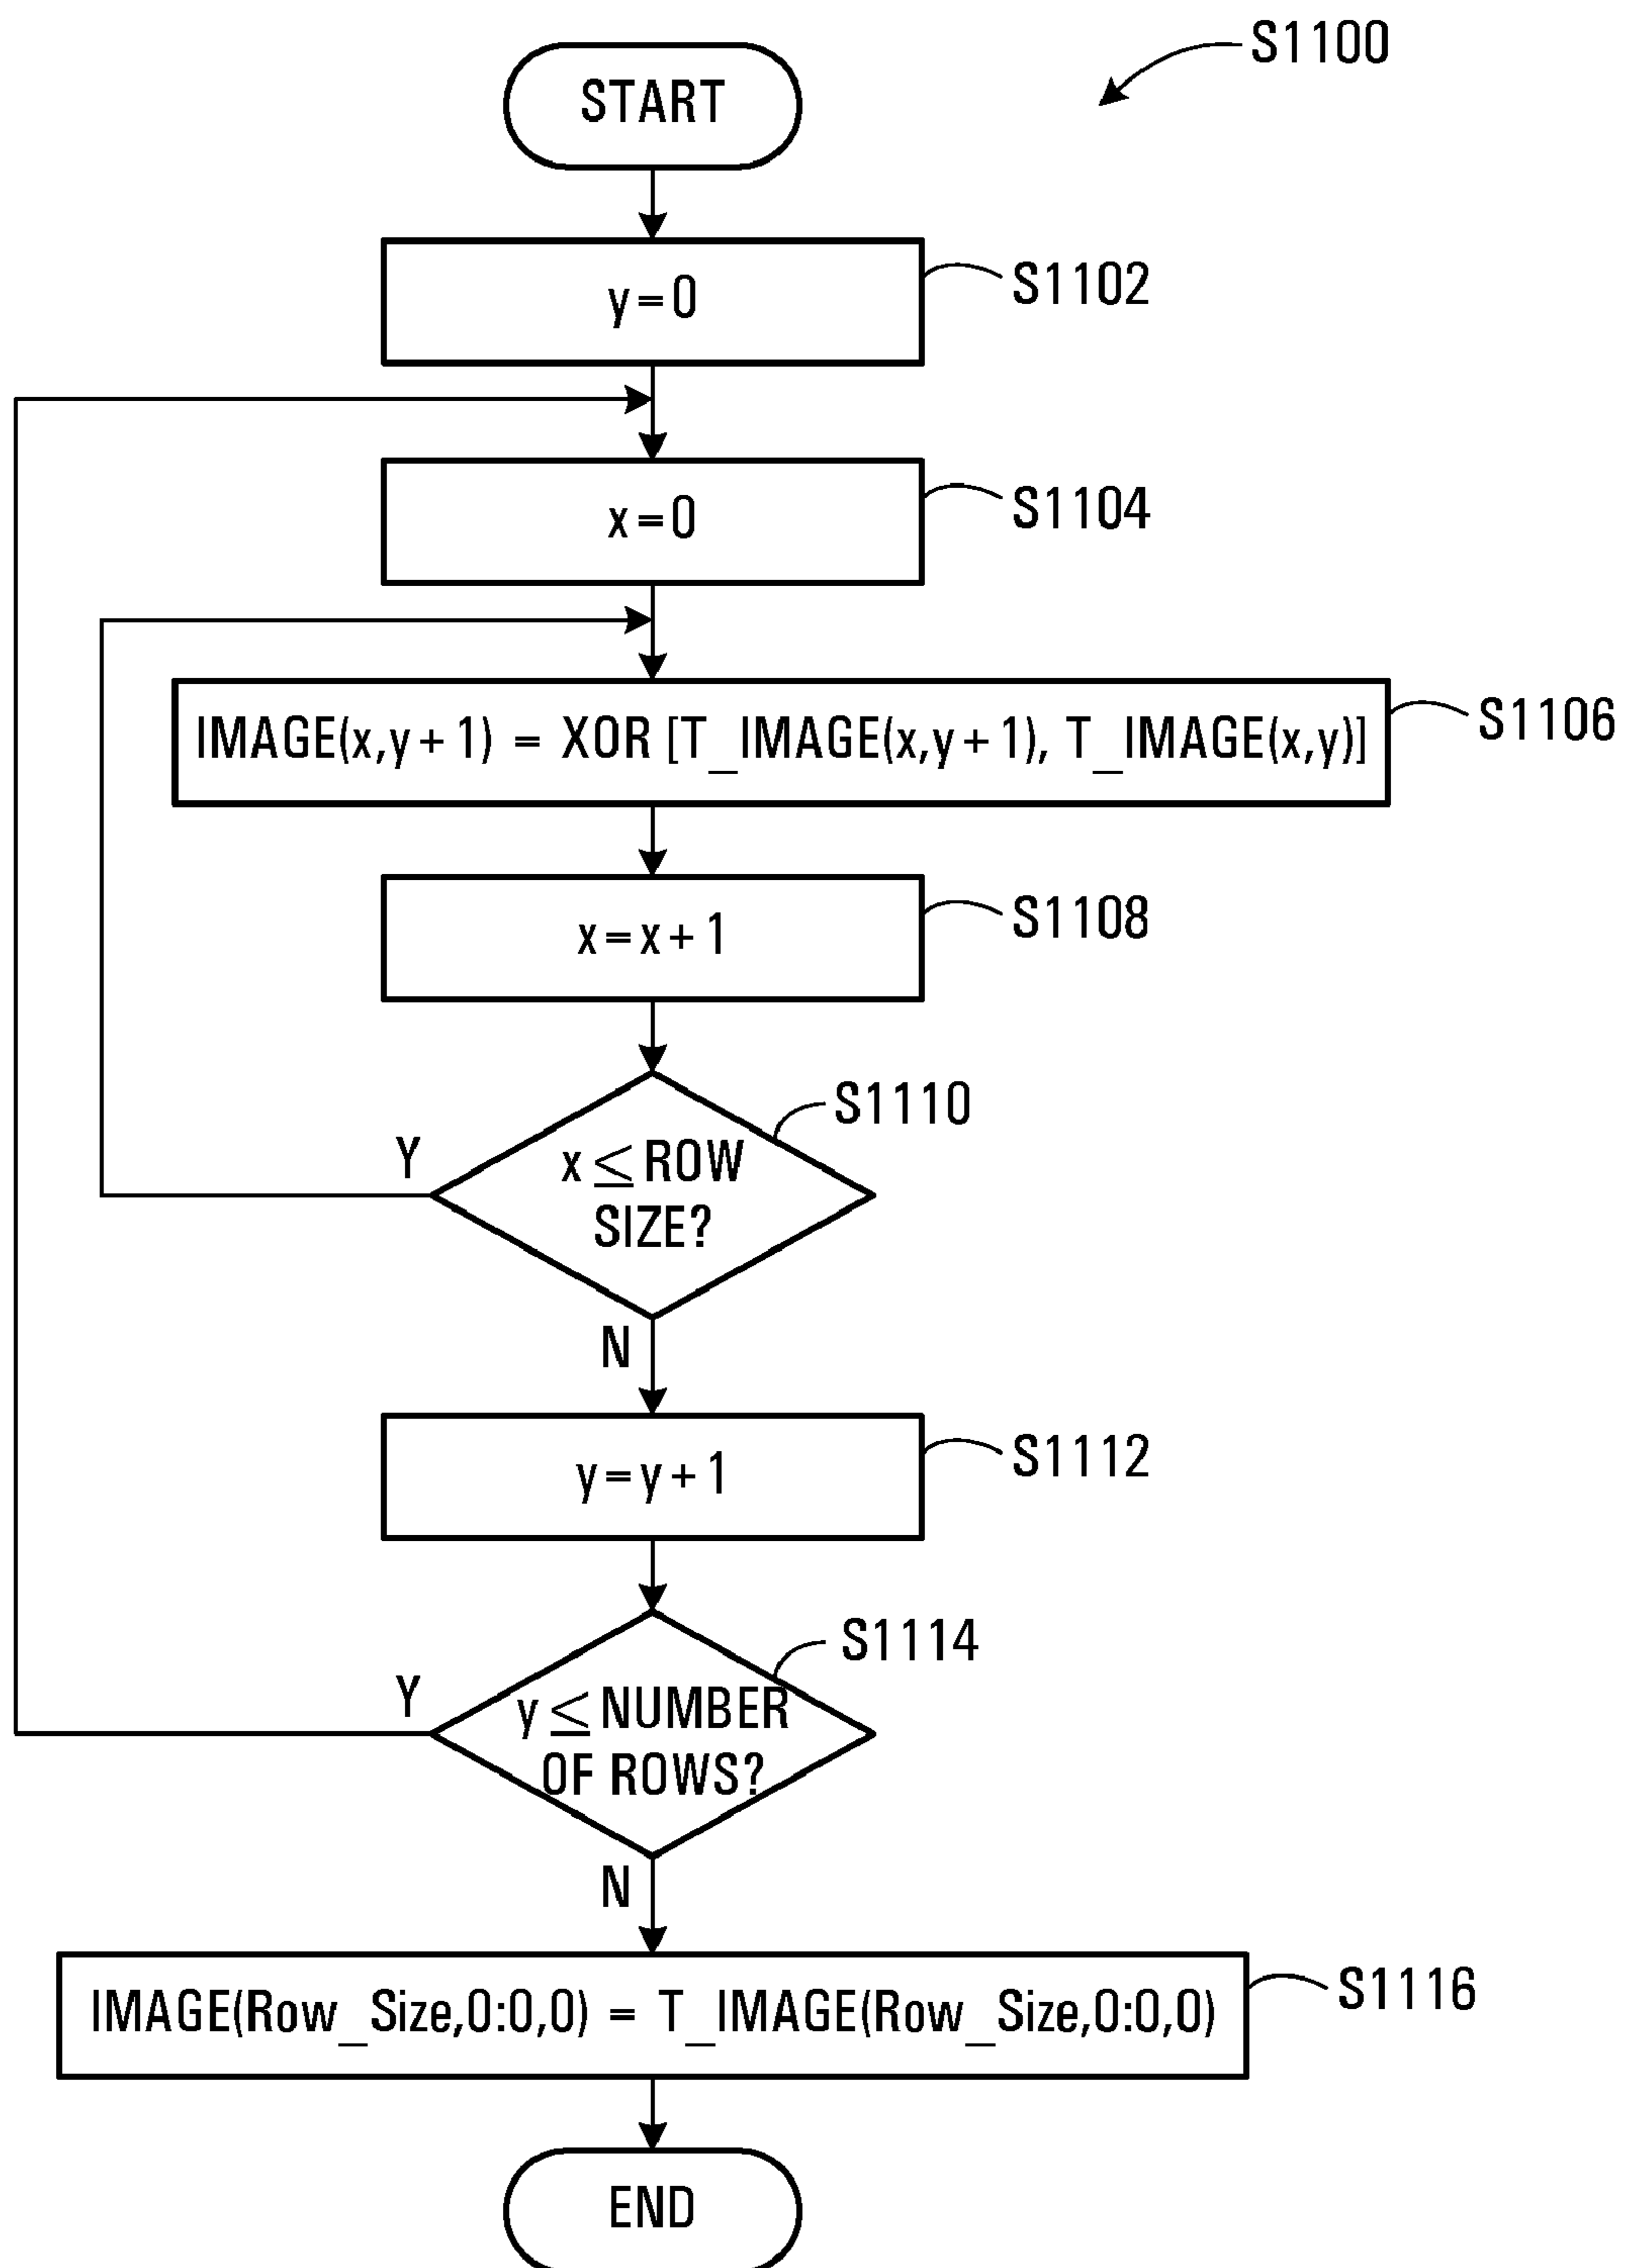 S1100
START
y=0
S1102
x=0
S1104
IMAGE(x,y+1) = XOR [T_IMAGE(x,y+1), T_IMAGE(x,y)]
S1106
x=x+1
S1108
S1110
Y
x≤ROW
SIZE?
N
y=y+1
S1112
S1114
Y
y≤NUMBER
OF ROWS?
N
IMAGE(Row_Size,0:0,0) = T_IMAGE(Row_Size,0:0,0)
S1116
END